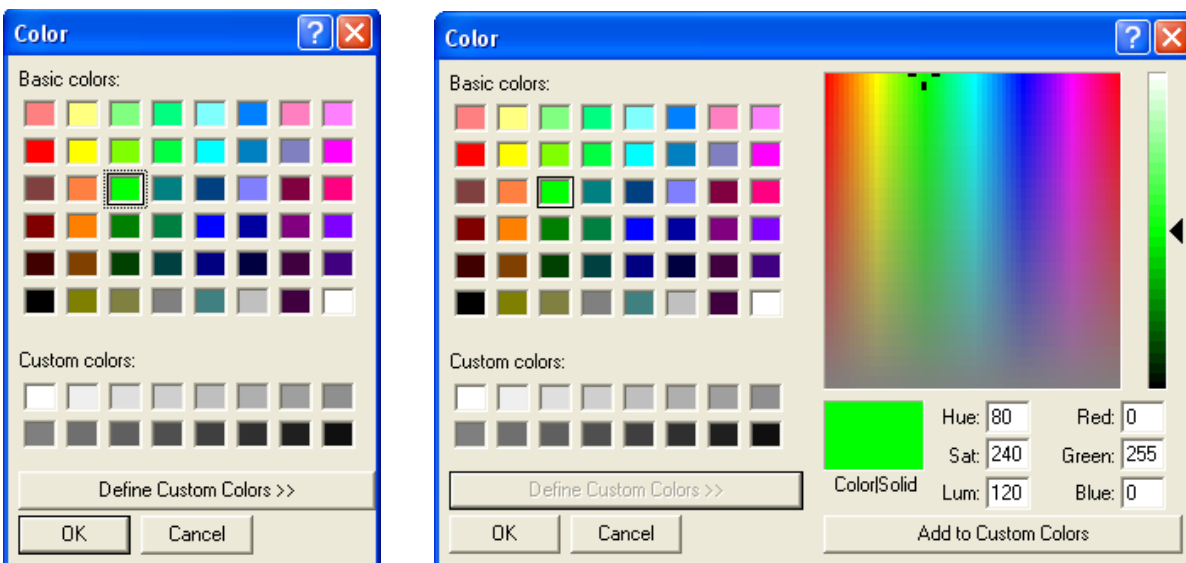 Color
Basic colors:
Custom colors:
Define Custom Colors >>
OK Cancel
Color
Basic colors:
Custom colors:
Define Custom Colors >>
OK Cancel
Color|Solid
Hue: 80 Red: 0
Sat: 240 Green: 255
Lum: 120 Blue: 0
Add to Custom Colors